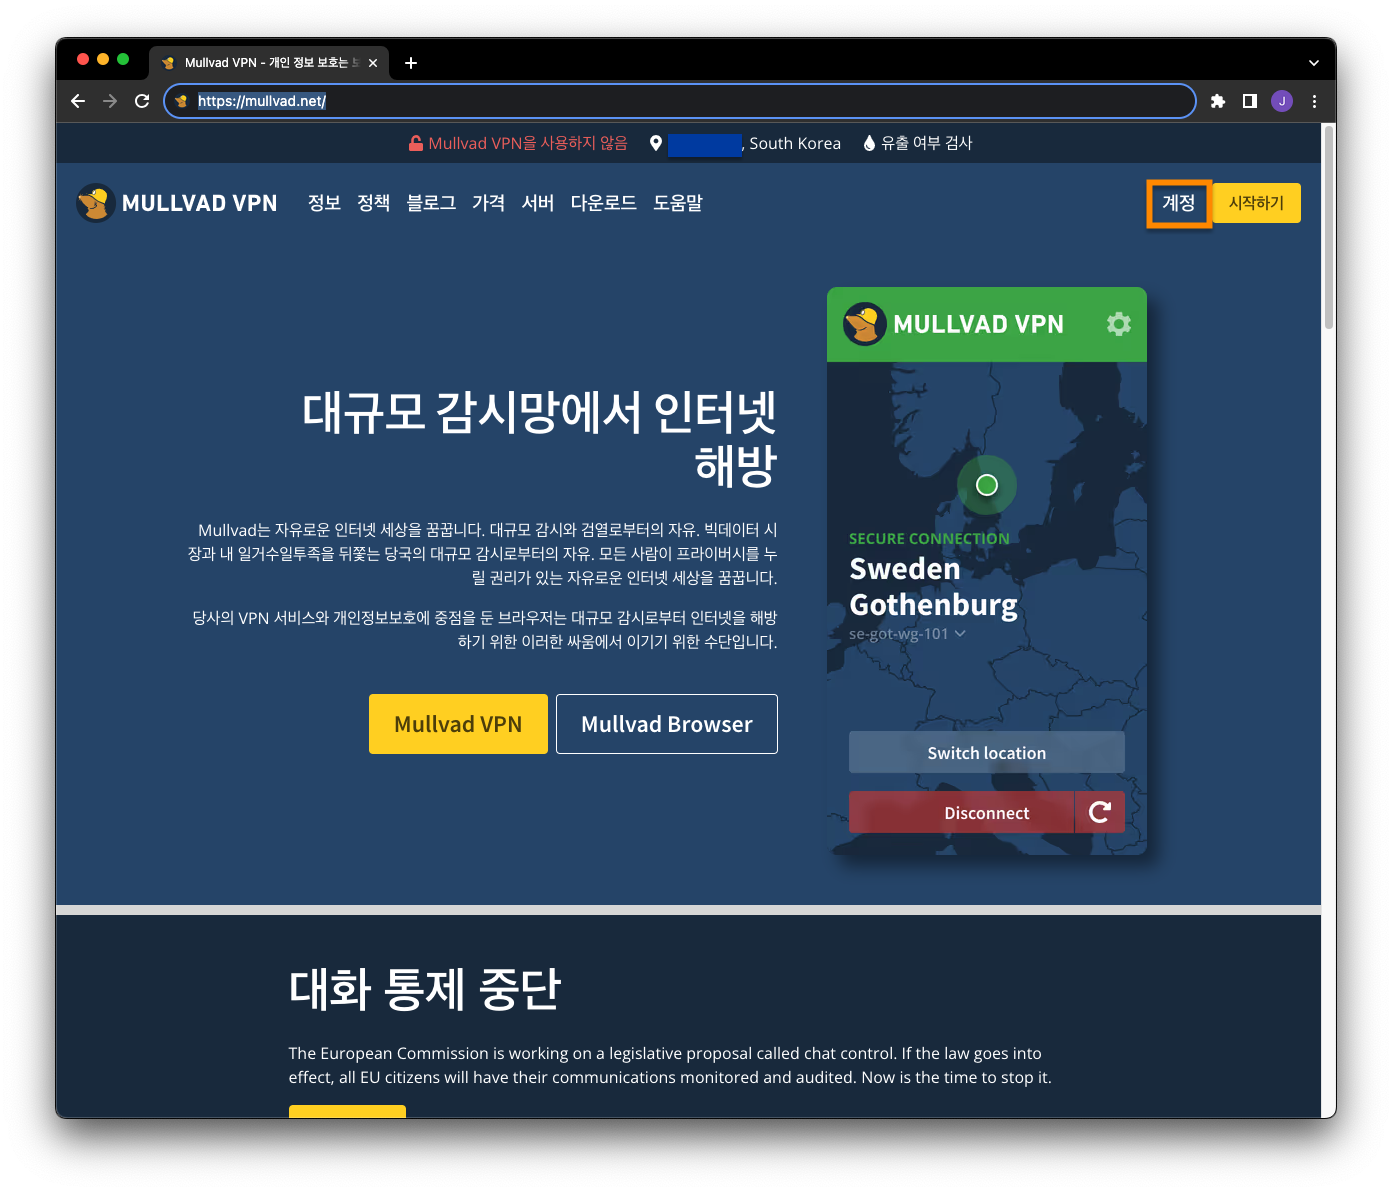 Mullvad VPN - 개인 정보 보호는 보
https://mullvad.net/
J
Mullvad VPN을 사용하지 않음
, South Korea
유출 여부 검사
MULLVAD VPN
정보 정책 블로그 가격 서버 다운로드 도움말
계정
시작하기
대규모 감시망에서 인터넷
해방
Mullvad는 자유로운 인터넷 세상을 꿈꿉니다. 대규모 감시와 검열로부터의 자유. 빅데이터 시
장과 내 일거수일투족을 뒤쫓는 당국의 대규모 감시로부터의 자유. 모든 사람이 프라이버시를 누
릴 권리가 있는 자유로운 인터넷 세상을 꿈꿉니다.
당사의 VPN 서비스와 개인정보보호에 중점을 둔 브라우저는 대규모 감시로부터 인터넷을 해방
하기 위한 이러한 싸움에서 이기기 위한 수단입니다.
Mullvad VPN
Mullvad Browser
MULLVAD VPN
SECURE CONNECTION
Sweden
Gothenburg
se-got-wg-101
Switch location
Disconnect
대화 통제 중단
The European Commission is working on a legislative proposal called chat control. If the law goes into
effect, all EU citizens will have their communications monitored and audited. Now is the time to stop it.